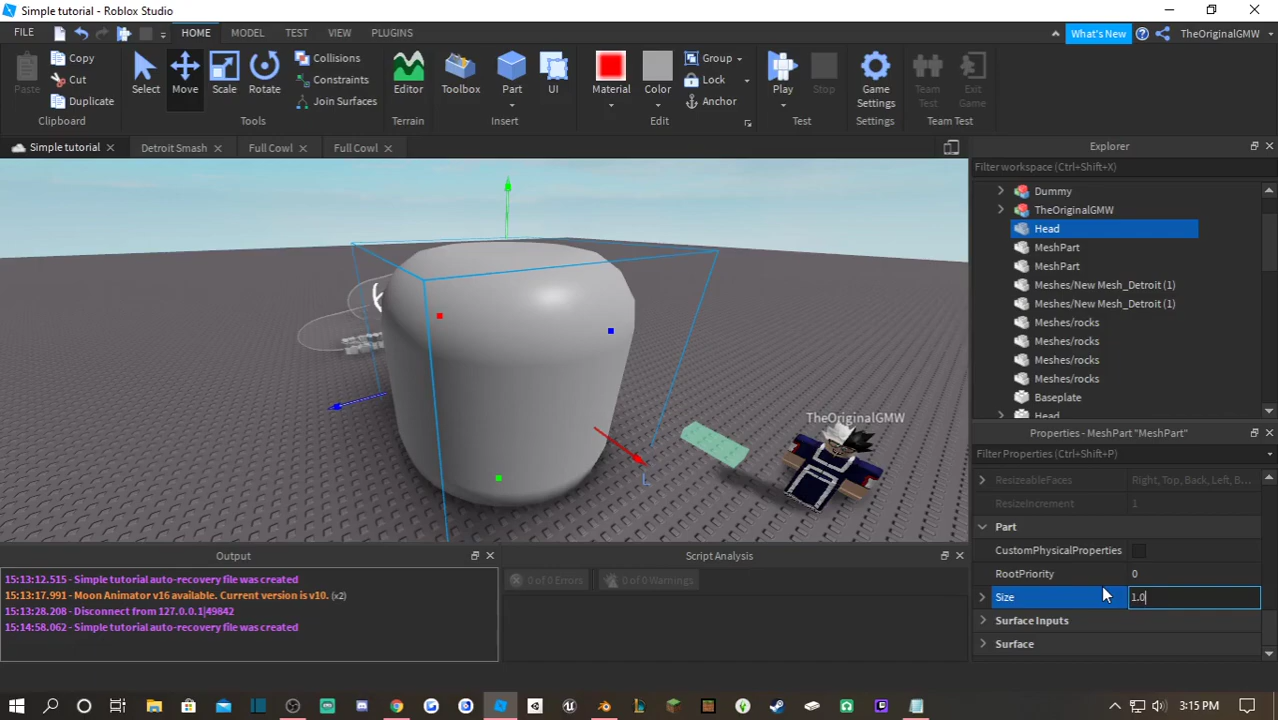 Simple tutorial - Roblox Studio
FILE
HOME
MODEL
TEST
VIEW
PLUGINS
What's New
TheOriginalGMW
Paste
Copy
Cut
Duplicate
Clipboard
Select
Move
Scale
Rotate
Collisions
Constraints
Join Surfaces
Tools
Editor
Terrain
Toolbox
Part
UI
Insert
Material
Color
Group
Lock
Anchor
Edit
Play
Stop
Test
Game
Settings
Settings
Team
Test
Exit
Game
Team Test
Simple tutorial
Detroit Smash
Full Cowl
Full Cowl
TheOriginalGMW
L
Explorer
Filter workspace (Ctrl+Shift+X)
Dummy
TheOriginalGMW
Head
MeshPart
MeshPart
Meshes/New Mesh_Detroit (1)
Meshes/New Mesh_Detroit (1)
Meshes/rocks
Meshes/rocks
Meshes/rocks
Meshes/rocks
Baseplate
Head
Properties - MeshPart "MeshPart"
Filter Properties (Ctrl+Shift+P)
ResizeableFaces Right, Top, Back, Left, B...
ResizeIncrement 1
Part
CustomPhysicalProperties
RootPriority 0
Size 1.0
Surface Inputs
Surface
Output
15:13:12.515 - Simple tutorial auto-recovery file was created
15:13:17.991 - Moon Animator v16 available. Current version is v10. (x2)
15:13:28.208 - Disconnect from 127.0.0.1|49842
15:14:58.062 - Simple tutorial auto-recovery file was created
Script Analysis
0 of 0 Errors
0 of 0 Warnings
3:15 PM